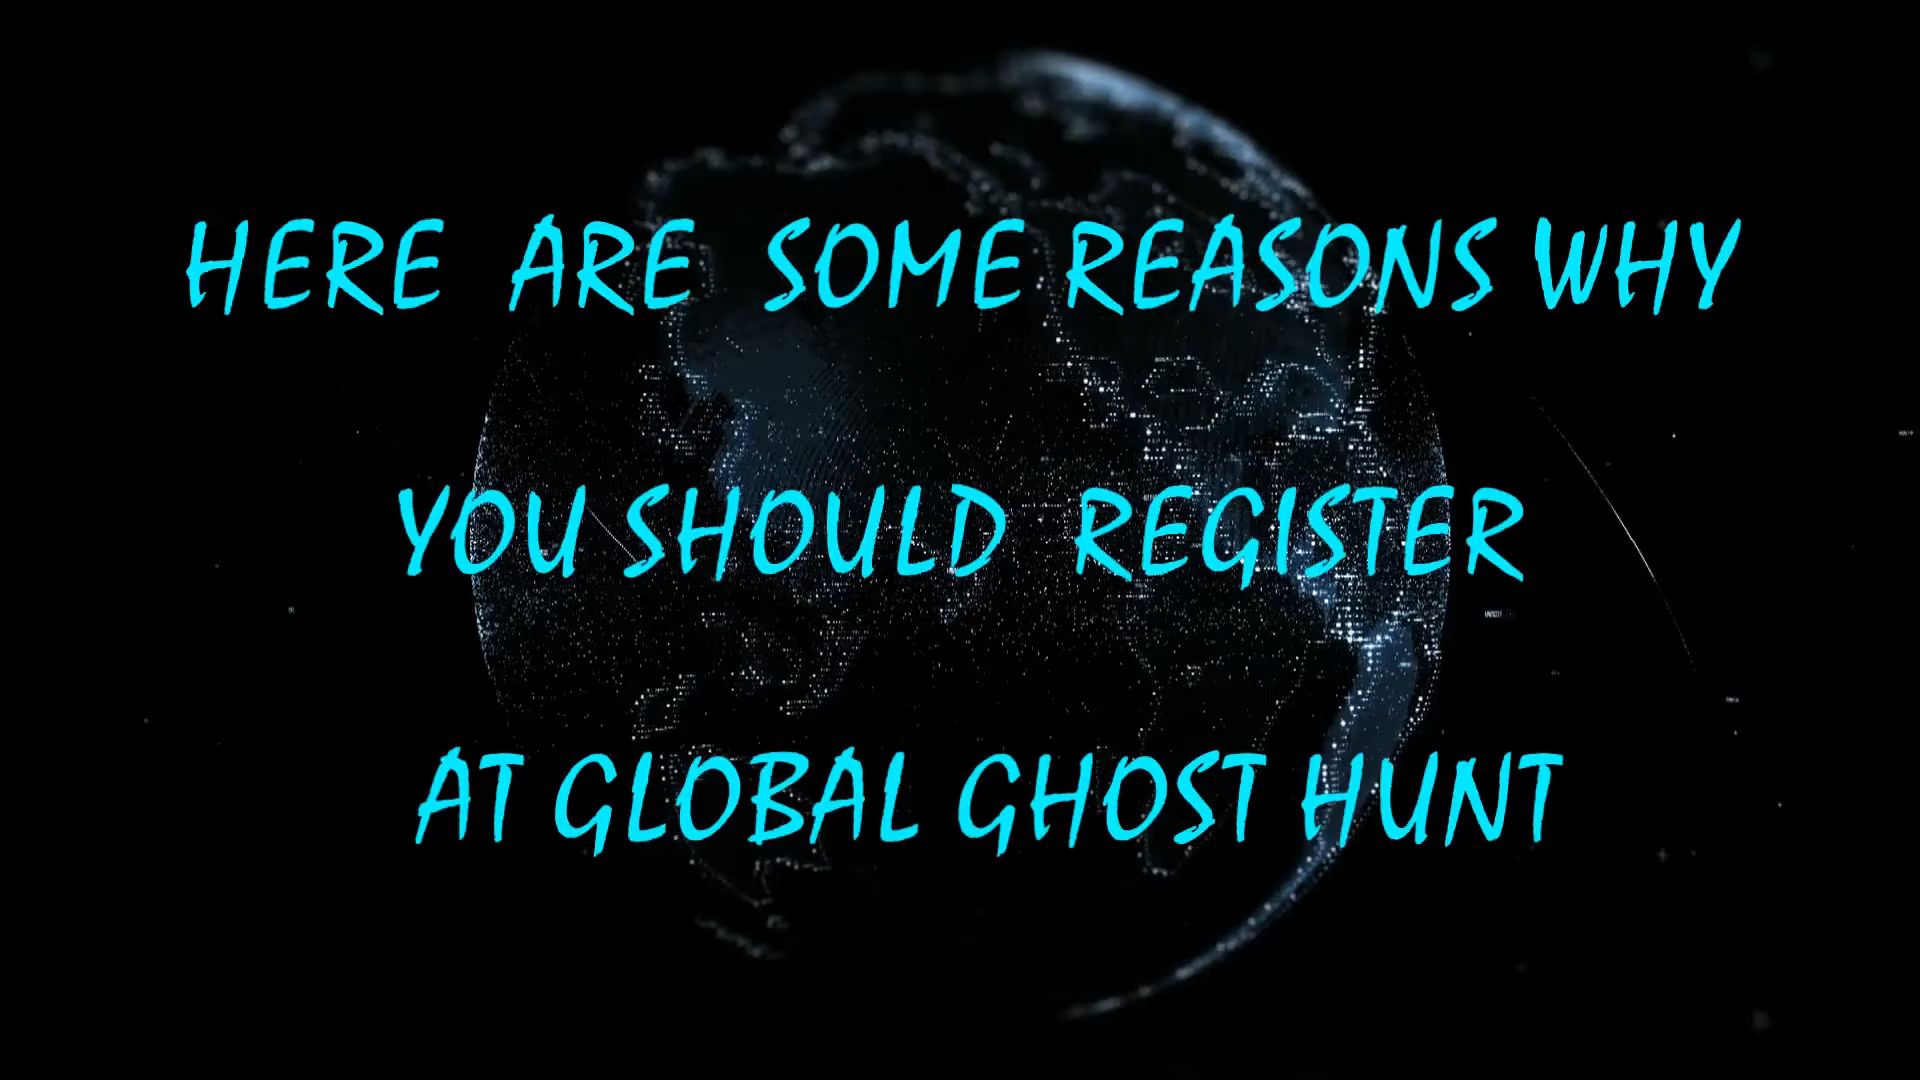 HERE ARE SOME REASONS WHY
YOU SHOULD REGISTER
AT GLOBAL GHOST HUNT